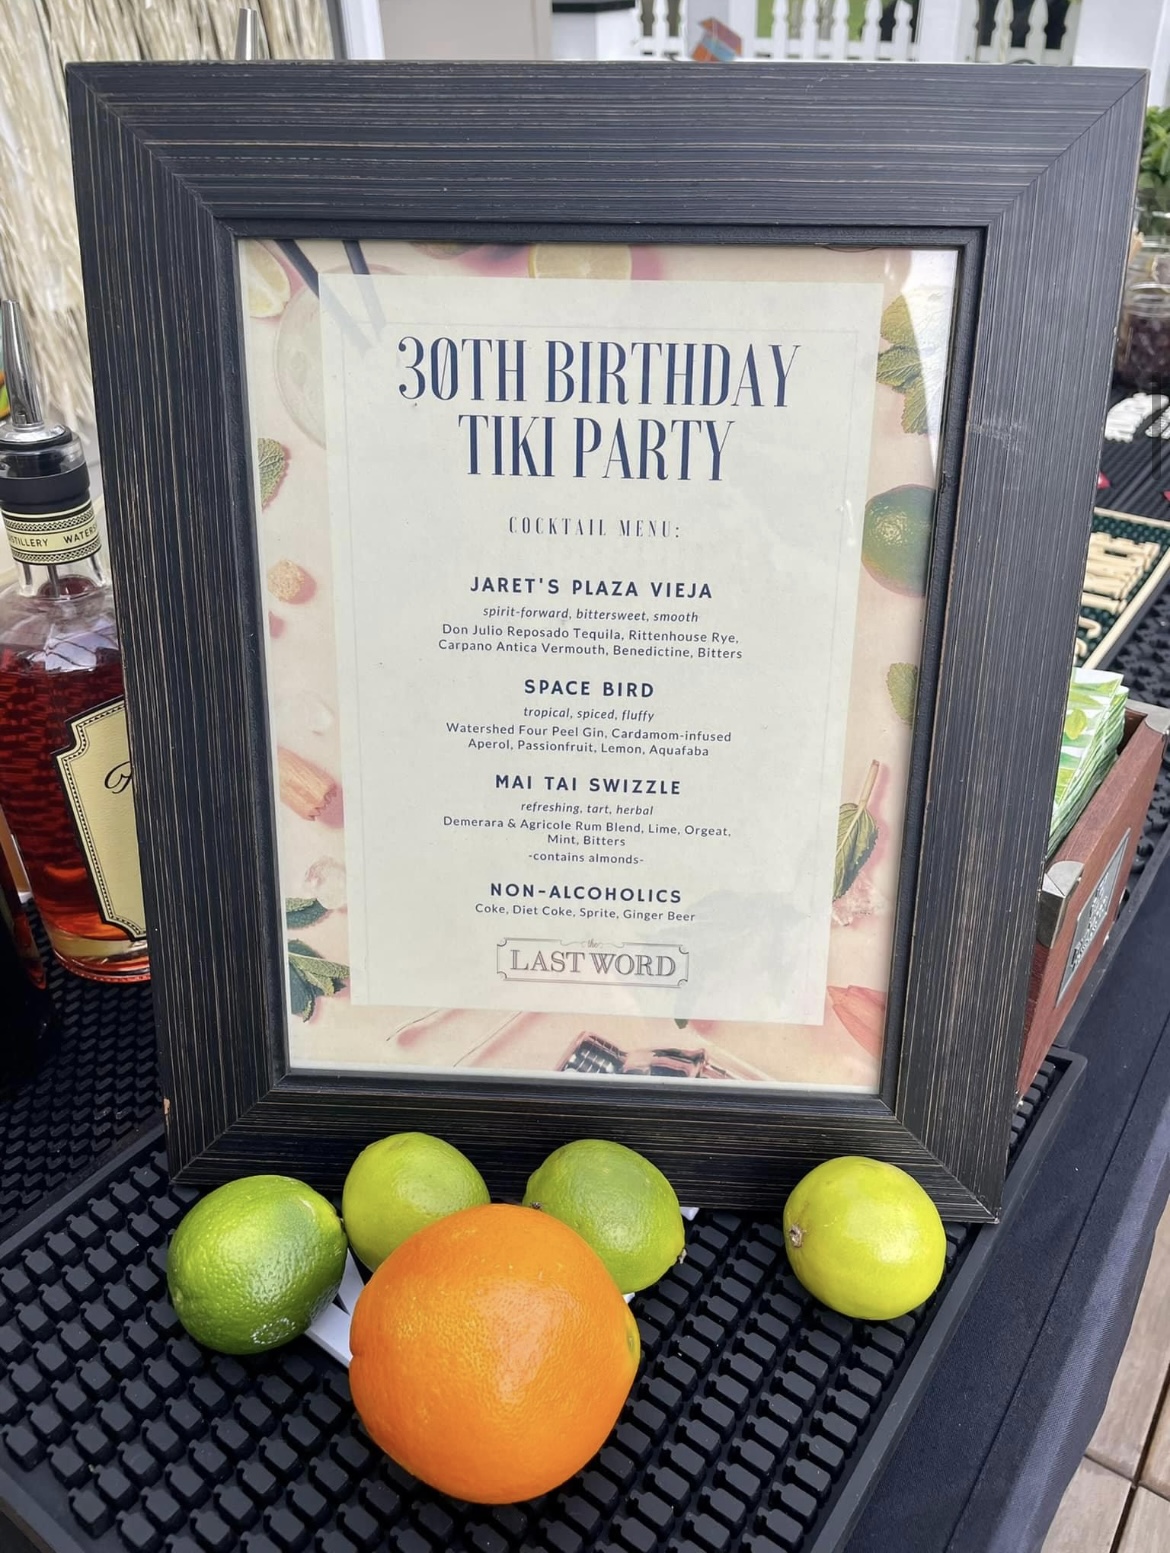 30TH BIRTHDAY
TIKI PARTY
COCKTAIL MENU:
JARET'S PLAZA VIEJA
spirit-forward, bittersweet, smooth
Don Julio Reposado Tequila, Rittenhouse Rye,
Carpano Antica Vermouth, Benedictine, Bitters
SPACE BIRD
tropical, spiced, fluffy
Watershed Four Peel Gin, Cardamom-infused
Aperol, Passionfruit, Lemon, Aquafaba
MAI TAI SWIZZLE
refreshing, tart, herbal
Demerara & Agricole Rum Blend, Lime, Orgeat,
Mint, Bitters
-contains almonds-
NON-ALCOHOLICS
Coke, Diet Coke, Sprite, Ginger Beer
the
LAST WORD